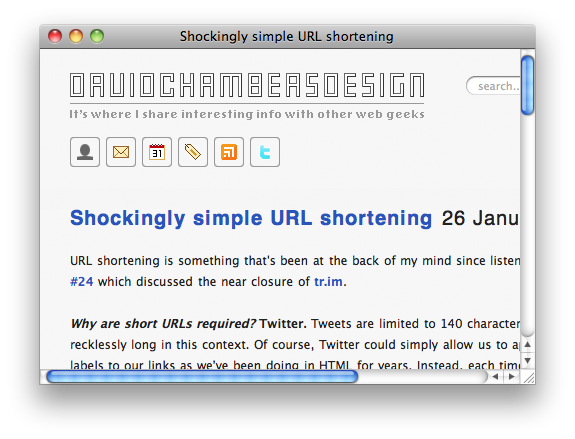 Shockingly simple URL shortening
DAVIDCHAMBERSDESIGN
search...
It's where I share interesting info with other web geeks
31
Shockingly simple URL shortening 26 Janu
URL shortening is something that's been at the back of my mind since listen
#24 which discussed the near closure of tr.im.
Why are short URLs required? Twitter. Tweets are limited to 140 character
recklessly long in this context. Of course, Twitter could simply allow us to ap
labels to our links as we've been doing in HTML for years. Instead, each time